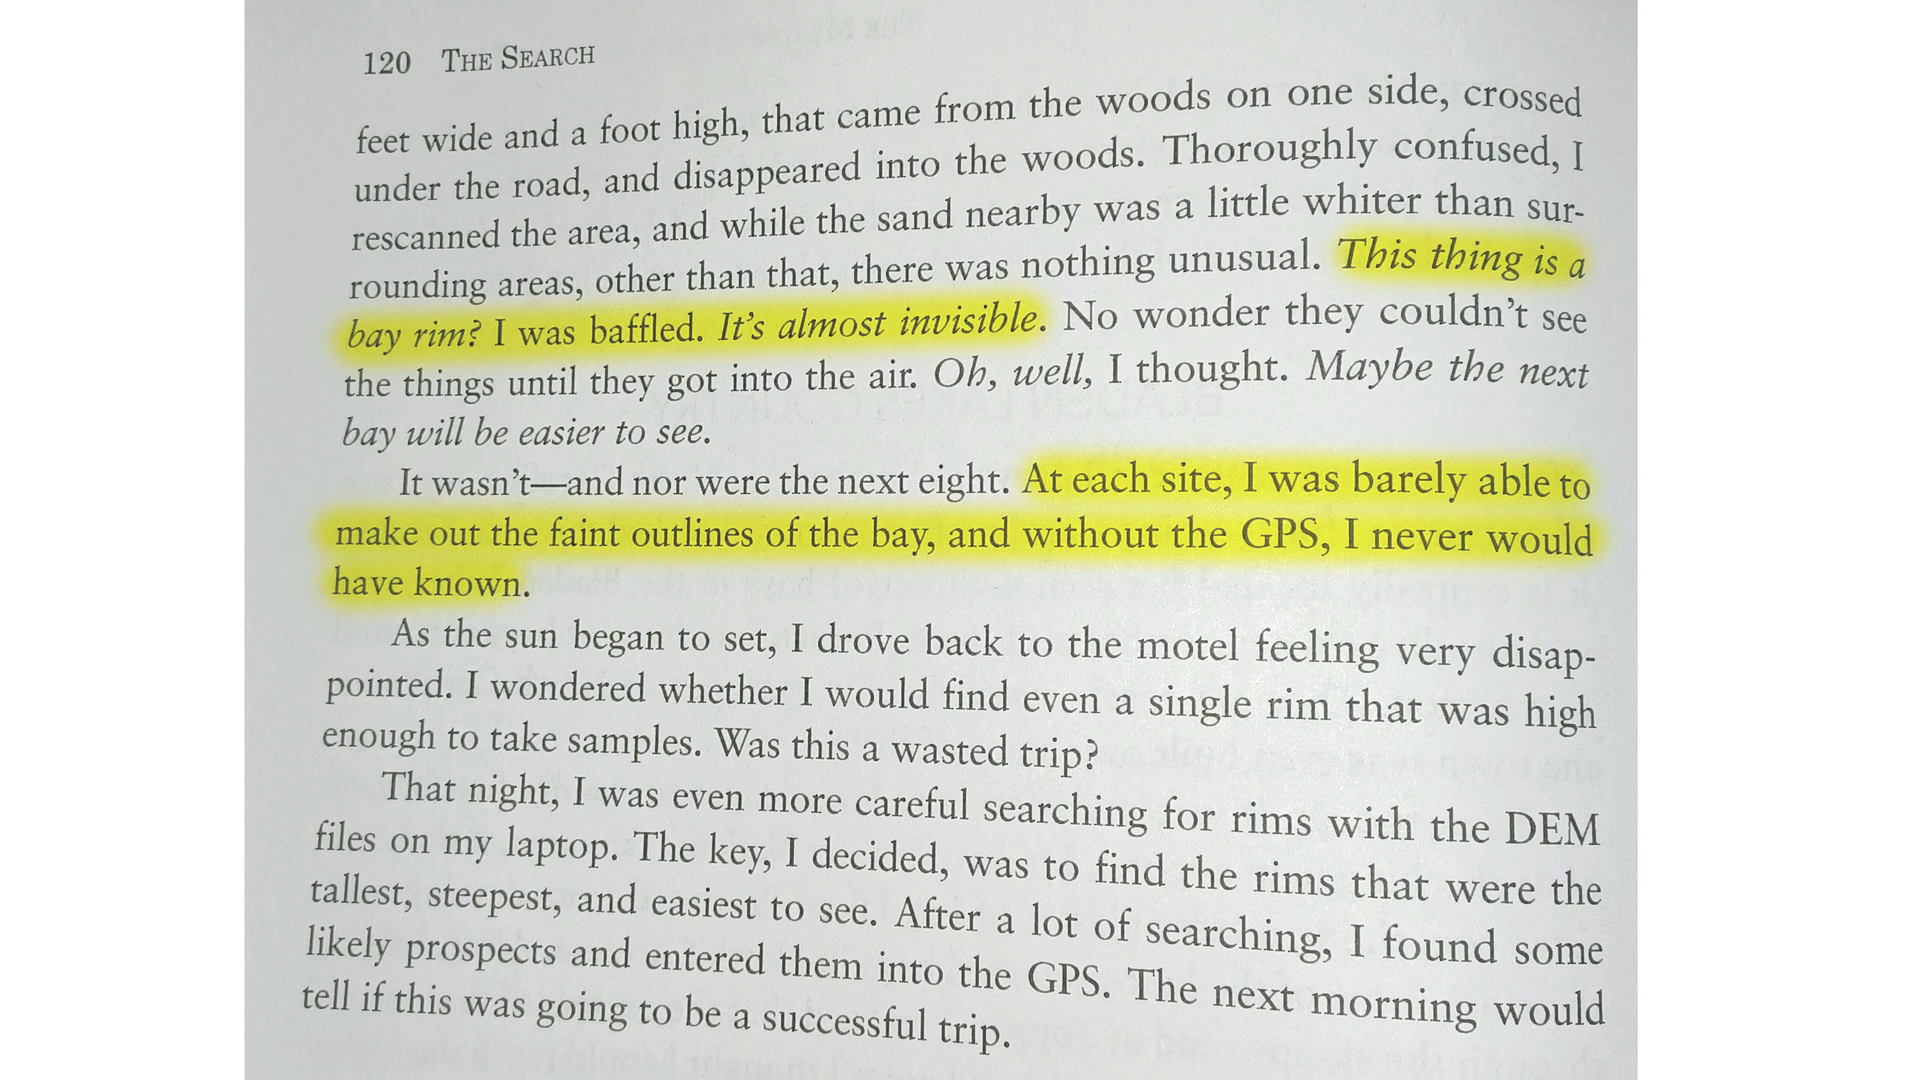 120 THE SEARCH
feet wide and a foot high, that came from the woods on one side, crossed
under the road, and disappeared into the woods. Thoroughly confused, I
rescanned the area, and while the sand nearby was a little whiter than sur-
rounding areas, other than that, there was nothing unusual. This thing is a
bay rim? I was baffled. It’s almost invisible. No wonder they couldn’t see
the things until they got into the air. Oh, well, I thought. Maybe the next
bay will be easier to see.
It wasn’t—and nor were the next eight. At each site, I was barely able to
make out the faint outlines of the bay, and without the GPS, I never would
have known.
As the sun began to set, I drove back to the motel feeling very disap-
pointed. I wondered whether I would find even a single rim that was high
enough to take samples. Was this a wasted trip?
That night, I was even more careful searching for rims with the DEM
files on my laptop. The key, I decided, was to find the rims that were the
tallest, steepest, and easiest to see. After a lot of searching, I found some
likely prospects and entered them into the GPS. The next morning would
tell if this was going to be a successful trip.